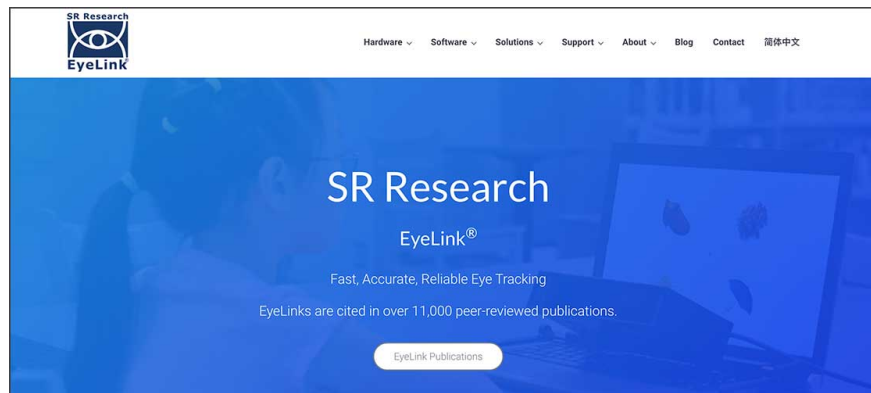 SR Research
EyeLink
Hardware Software Solutions Support About Blog Contact 简体中文
SR Research
EyeLink®
Fast, Accurate, Reliable Eye Tracking
EyeLinks are cited in over 11,000 peer-reviewed publications.
EyeLink Publications